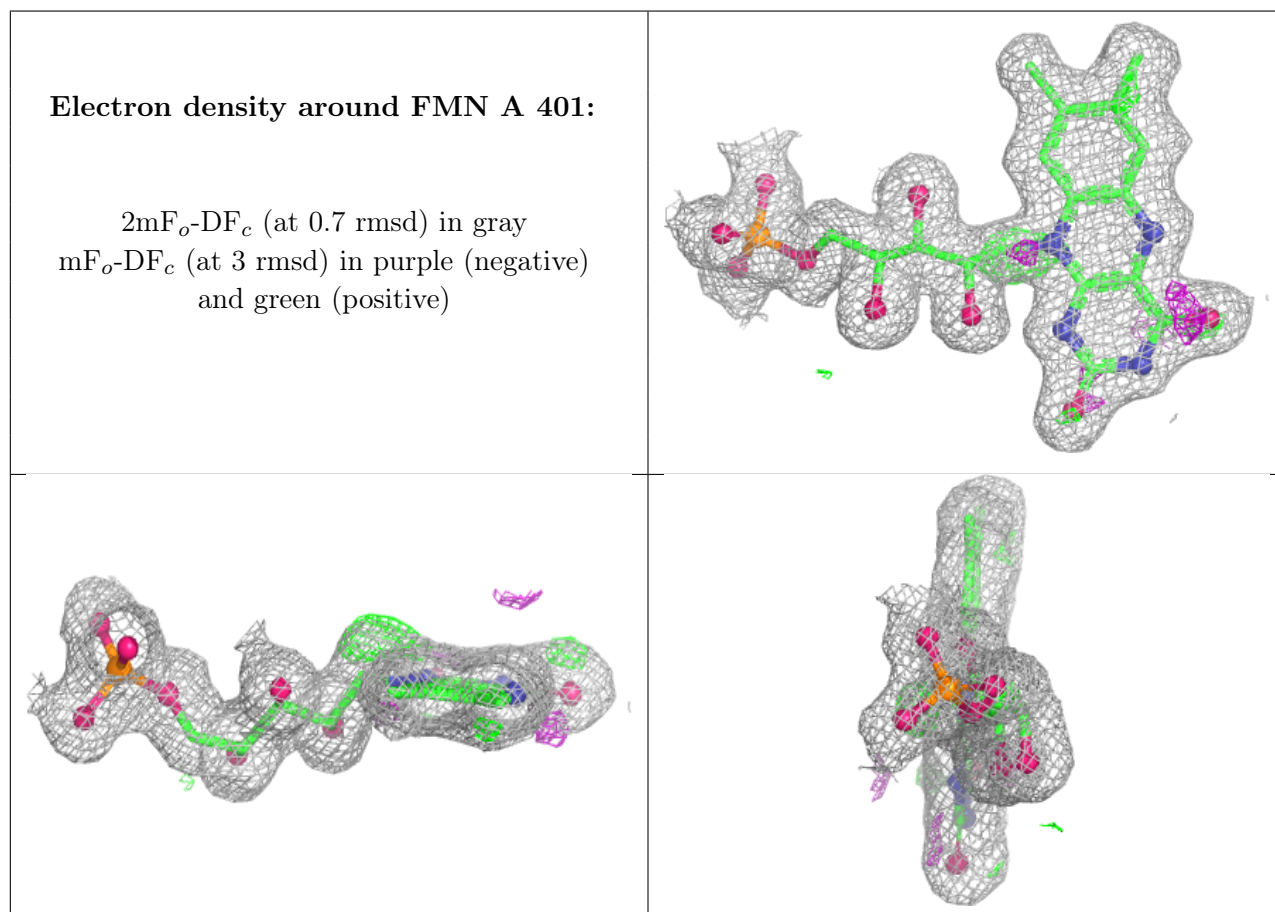 Electron density around FMN A 401:
2mFo-DFc (at 0.7 rmsd) in gray
mFo-DFc (at 3 rmsd) in purple (negative)
and green (positive)